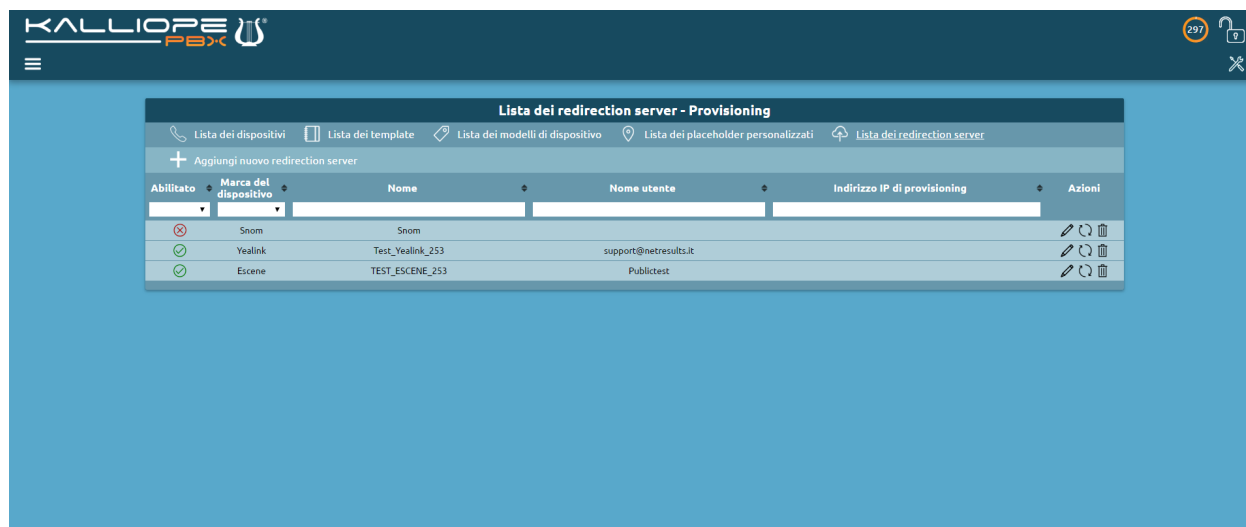 KALLIOPE
PBX
297
Lista dei redirection server - Provisioning
Lista dei dispositivi Lista dei template Lista dei modelli di dispositivo Lista dei placeholder personalizzati Lista dei redirection server
Aggiungi nuovo redirection server
Abilitato Marca del dispositivo Nome Nome utente Indirizzo IP di provisioning Azioni
Snom Snom
Yealink Test_Yealink_253 support@netresults.it
Escene TEST_ESCENE_253 Publictest